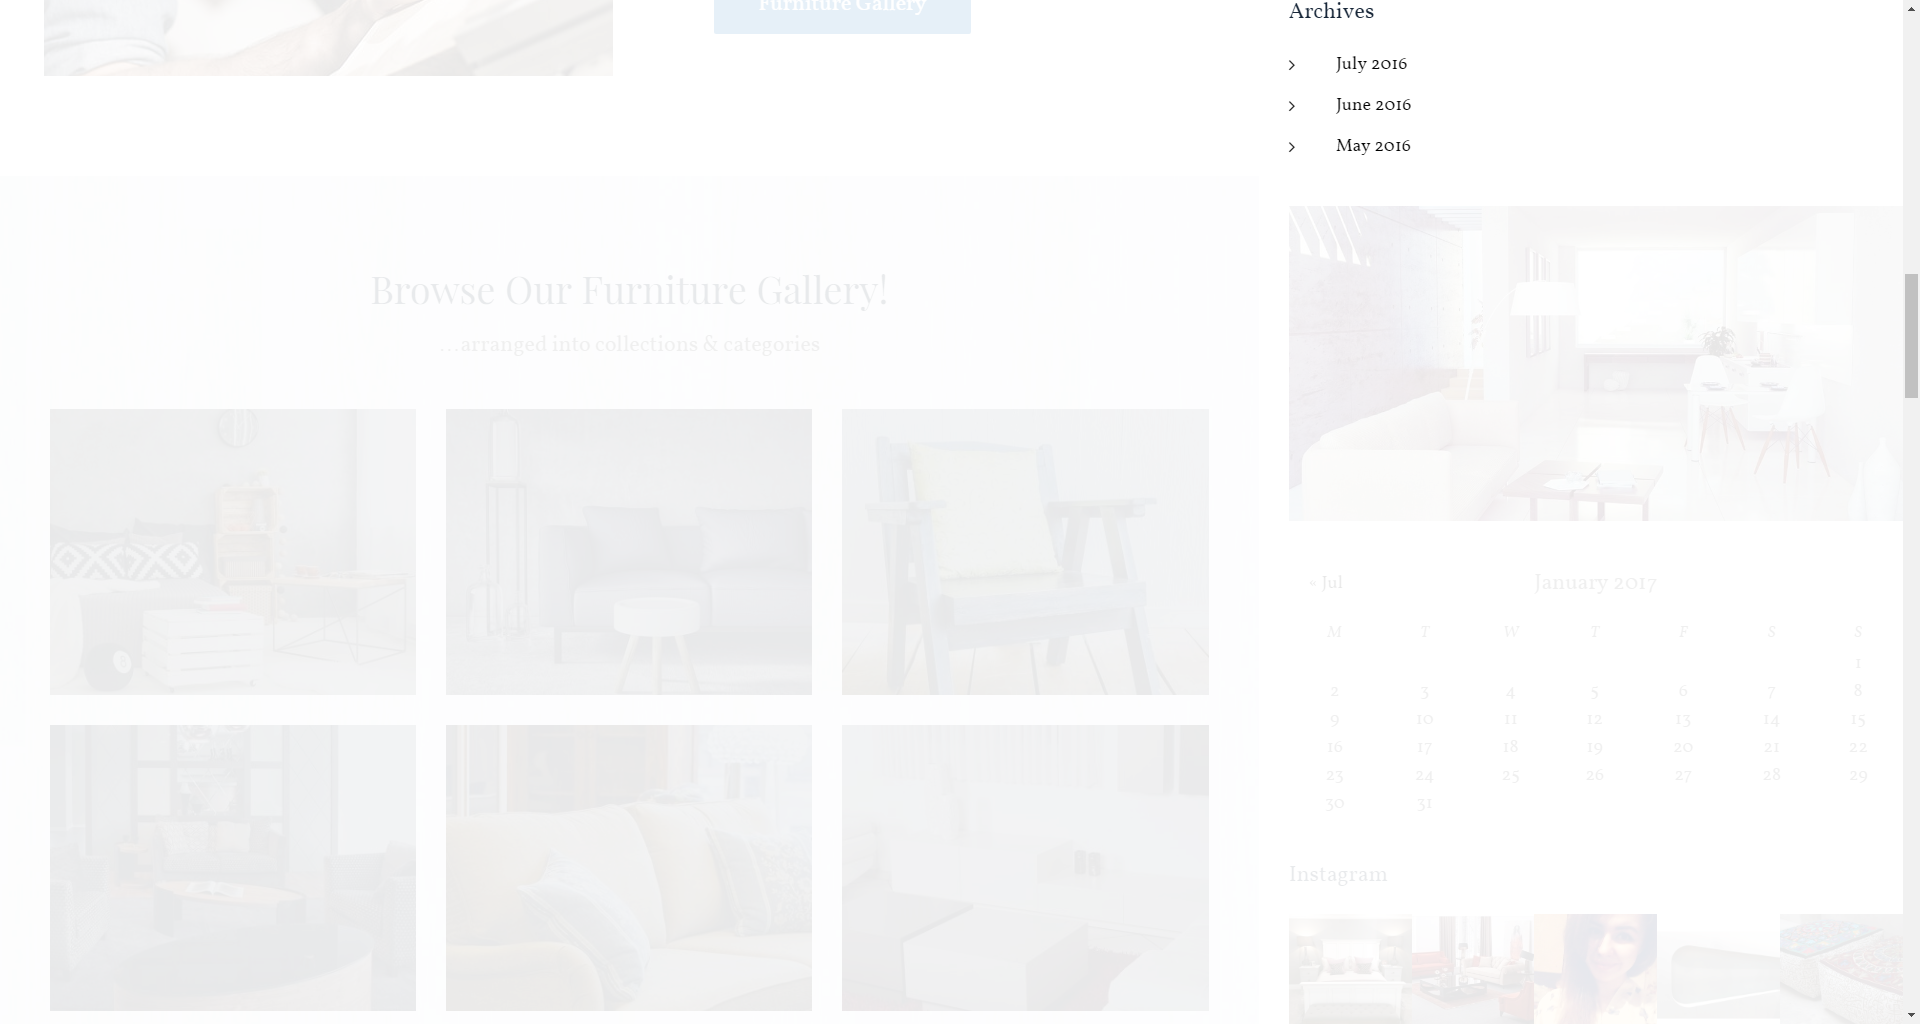 Furniture Gallery
Browse Our Furniture Gallery!
...arranged into collections & categories
Archives
July 2016
June 2016
May 2016
« Jul
January 2017
M T W T F S S
1
2 3 4 5 6 7 8
9 10 11 12 13 14 15
16 17 18 19 20 21 22
23 24 25 26 27 28 29
30 31
Instagram